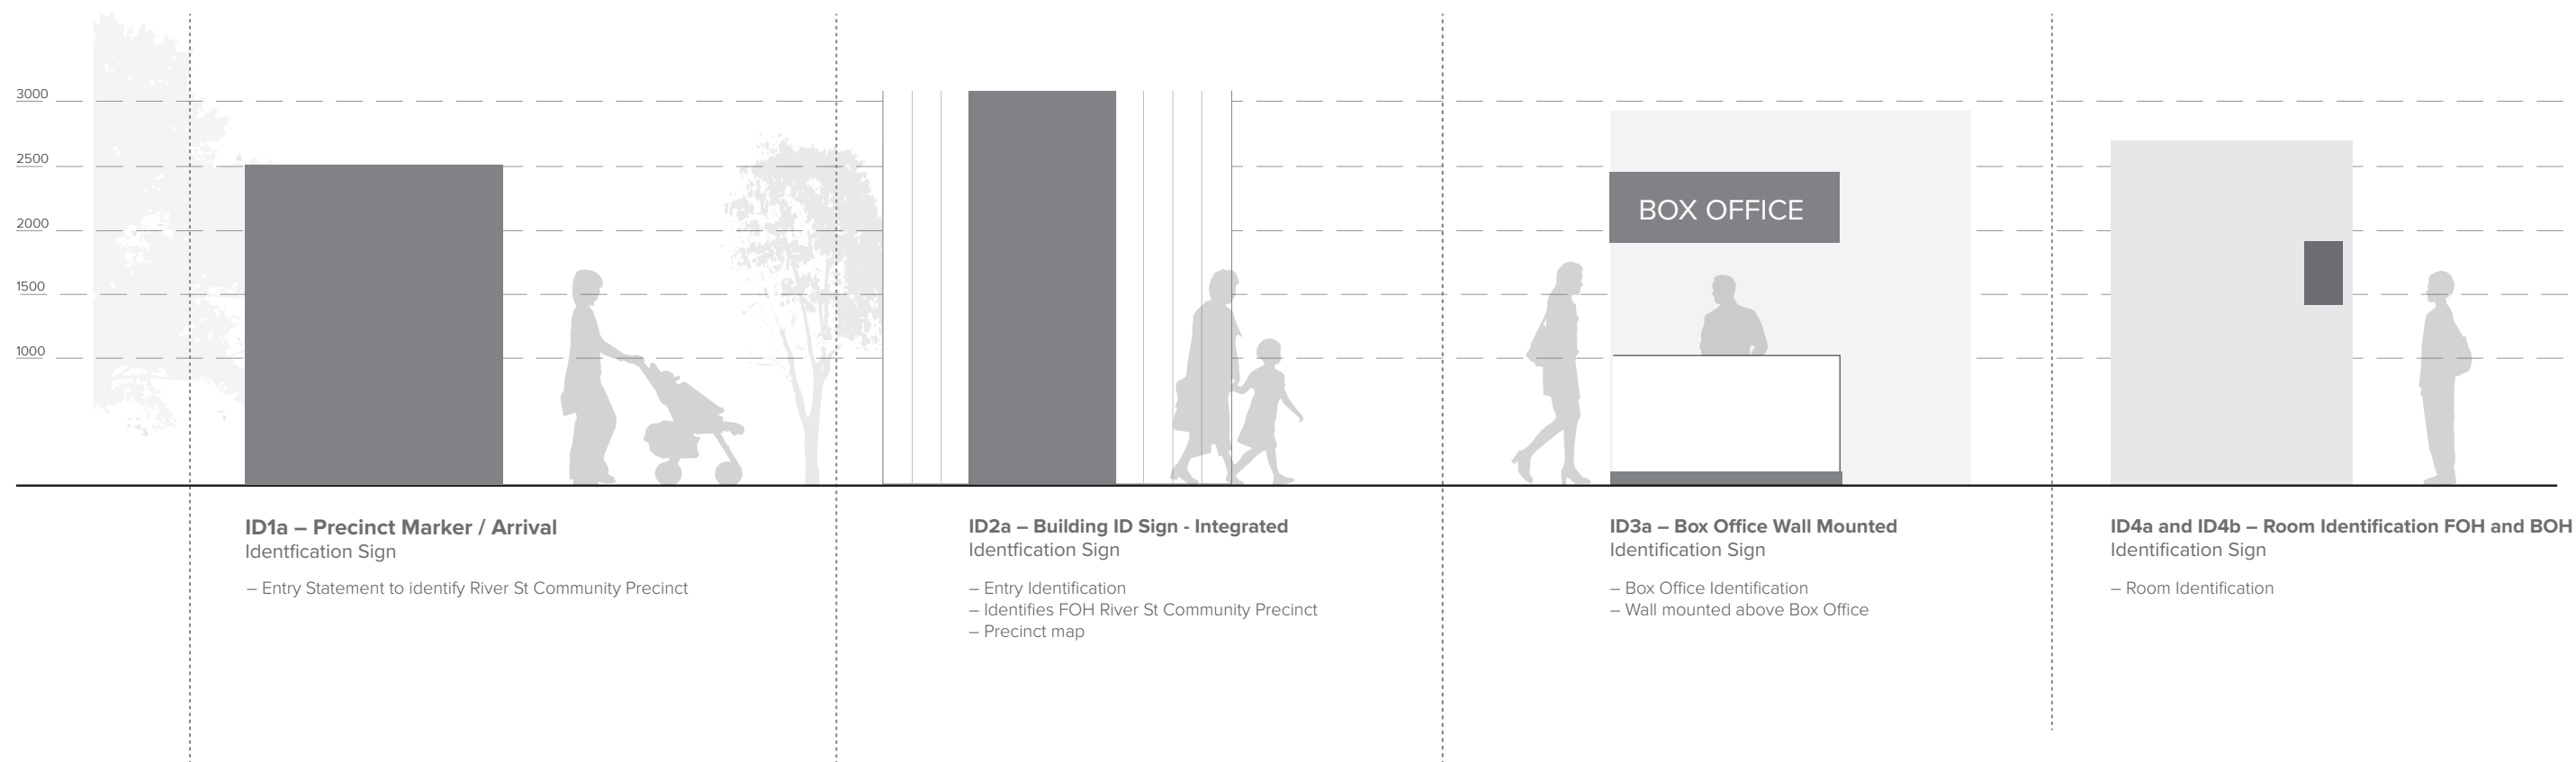 3000
2500
2000
1500
1000
BOX OFFICE
ID1a – Precinct Marker / Arrival
Identfication Sign
– Entry Statement to identify River St Community Precinct
ID2a – Building ID Sign - Integrated
Identfication Sign
– Entry Identification
– Identifies FOH River St Community Precinct
– Precinct map
ID3a – Box Office Wall Mounted
Identification Sign
– Box Office Identification
– Wall mounted above Box Office
ID4a and ID4b – Room Identification FOH and BOH
Identification Sign
– Room Identification